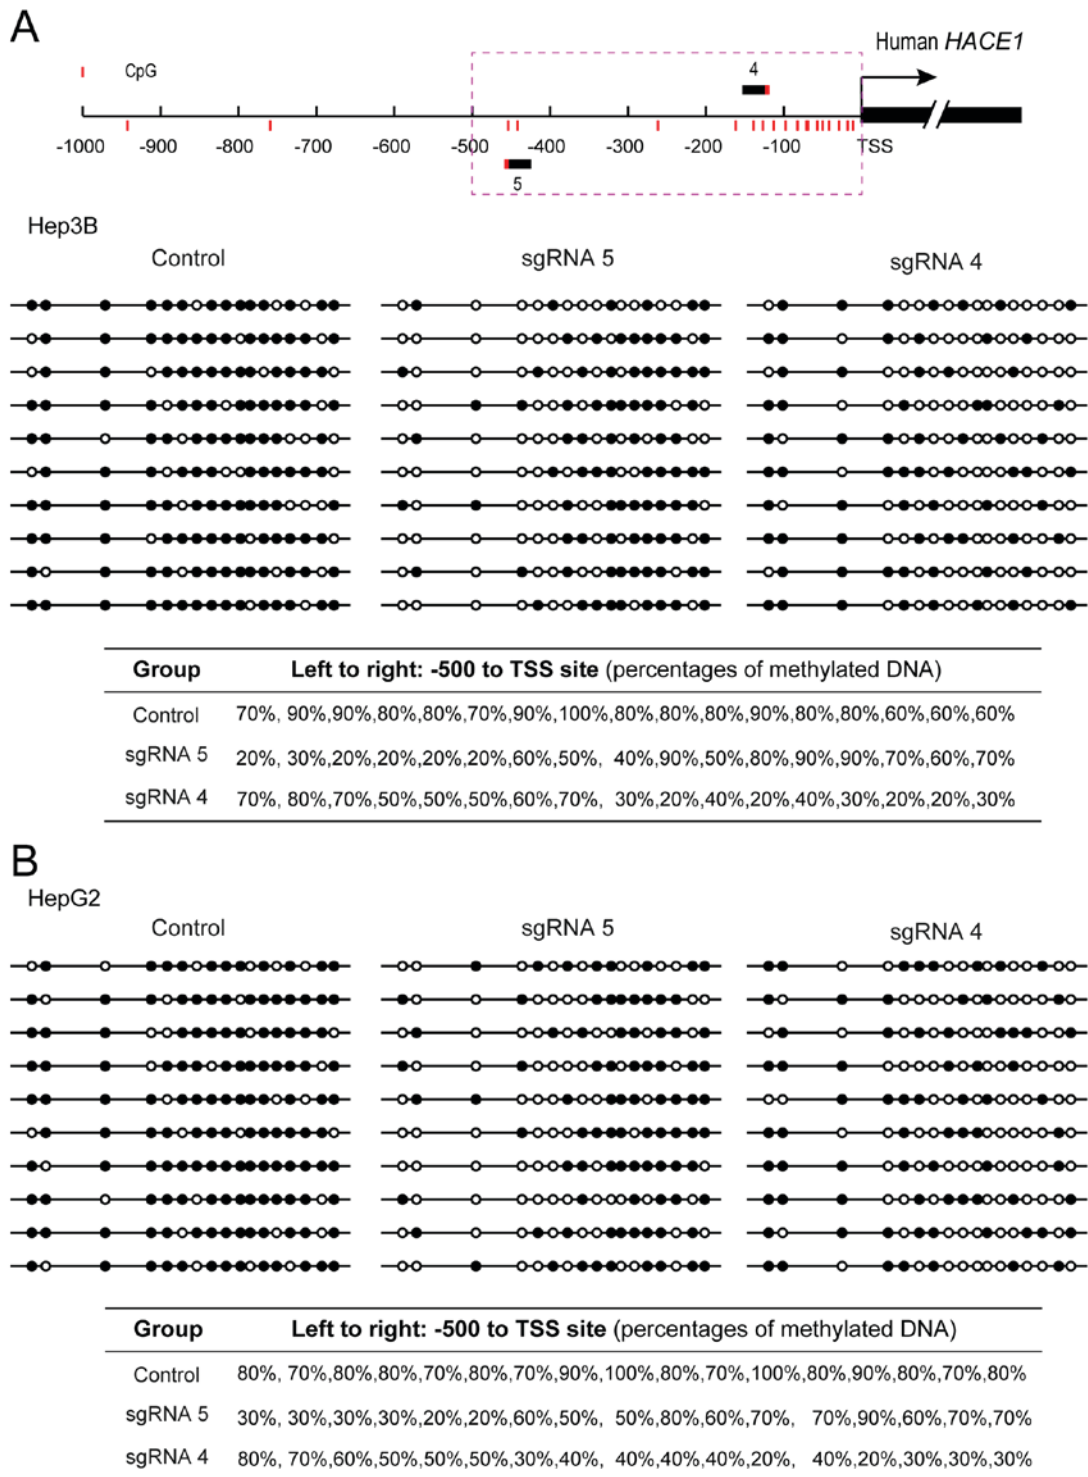 A
Human HACE1
CpG
4
-1000 -900 -800 -700 -600 -500 -400 -300 -200 -100 TSS
5
Hep3B
Control sgRNA 5 sgRNA 4
Group Left to right: -500 to TSS site (percentages of methylated DNA)
Control 70%, 90%,90%,80%,80%,70%,90%,100%,80%,80%,80%,90%,80%,80%,60%,60%,60%
sgRNA 5 20%, 30%,20%,20%,20%,20%,60%,50%, 40%,90%,50%,80%,90%,90%,70%,60%,70%
sgRNA 4 70%, 80%,70%,50%,50%,50%,60%,70%, 30%,20%,40%,20%,40%,30%,20%,20%,30%
B
HepG2
Control sgRNA 5 sgRNA 4
Group Left to right: -500 to TSS site (percentages of methylated DNA)
Control 80%, 70%,80%,80%,70%,80%,70%,90%,100%,80%,70%,100%,80%,90%,80%,70%,80%
sgRNA 5 30%, 30%,30%,30%,20%,20%,60%,50%, 50%,80%,60%,70%, 70%,90%,60%,70%,70%
sgRNA 4 80%, 70%,60%,50%,50%,50%,30%,40%, 40%,40%,40%,20%, 40%,20%,30%,30%,30%